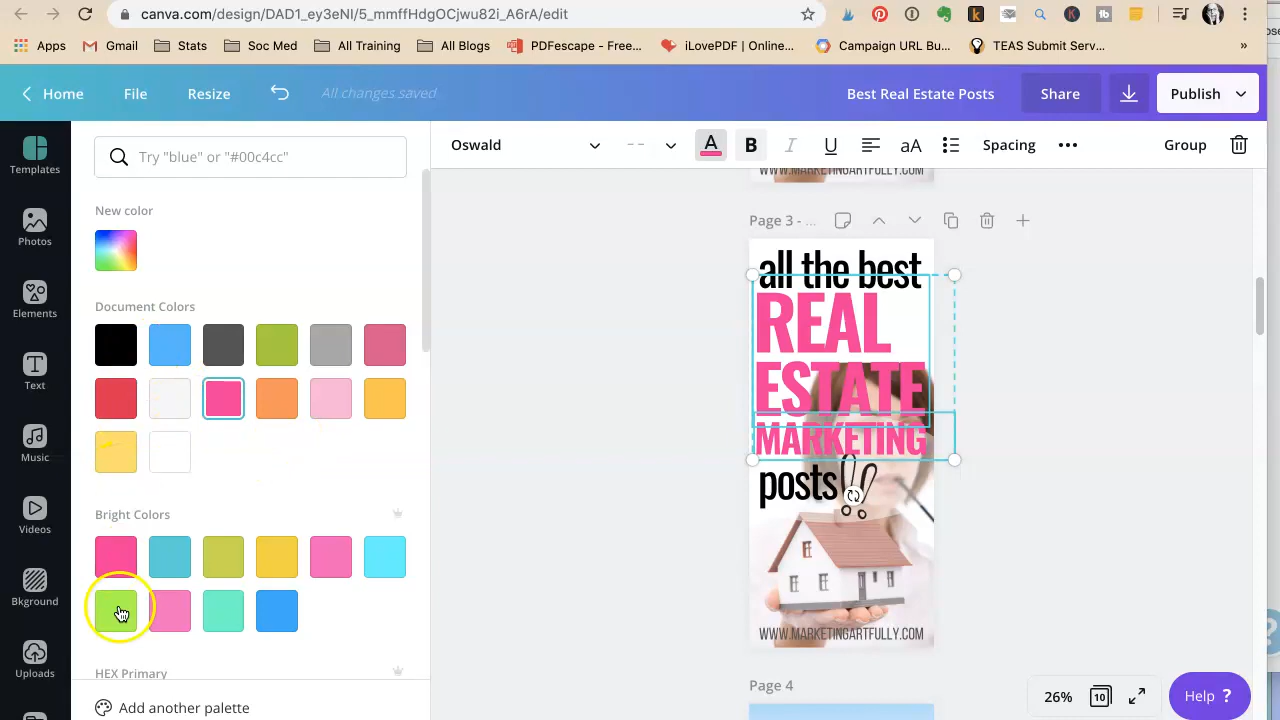 canva.com/design/DAD1_ey3eNI/5_mmffHdgOCjwu82i_A6rA/edit
Apps Gmail Stats Soc Med All Training All Blogs PDFescape - Free... iLovePDF | Online... Campaign URL Bu... TEAS Submit Serv... »
Home File Resize All changes saved Best Real Estate Posts Share Publish
Templates
Photos
Elements
Text
Music
Videos
Bkground
Uploads
Try "blue" or "#00c4cc"
New color
Document Colors
Bright Colors
HEX Primary
Add another palette
Oswald -- A B I U aA Spacing ••• Group
WWW.MARKETINGARTFULLY.COM
Page 3 - ...
all the best
REAL
ESTATE
MARKETING
posts!!
WWW.MARKETINGARTFULLY.COM
Page 4
26% 10 Help ?